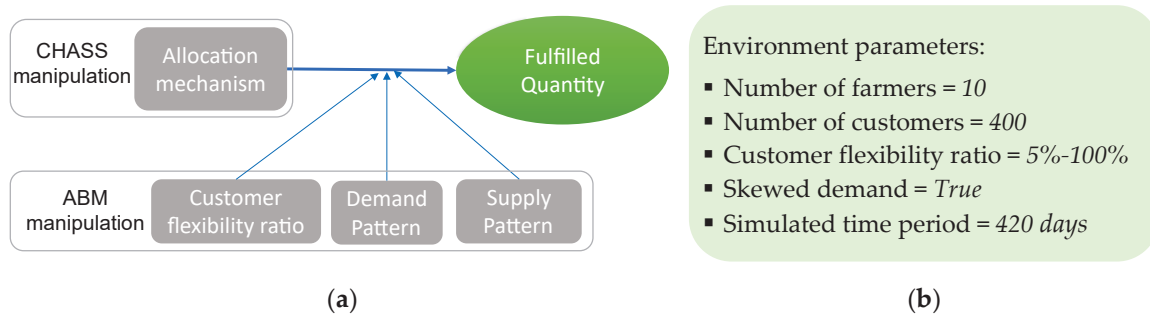 CHASS
manipulation
Allocation
mechanism
Fulfilled
Quantity
ABM
manipulation
Customer
flexibility ratio
Demand
Pattern
Supply
Pattern
(a)
Environment parameters:
▪ Number of farmers = 10
▪ Number of customers = 400
▪ Customer flexibility ratio = 5%-100%
▪ Skewed demand = True
▪ Simulated time period = 420 days
(b)